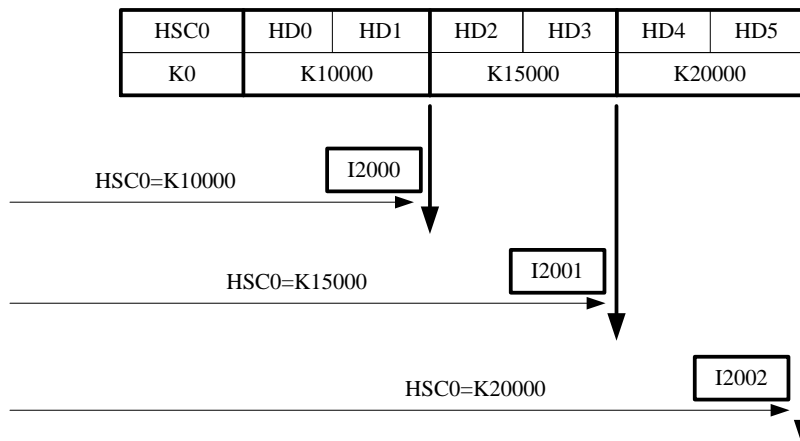 HSC0 HD0 HD1 HD2 HD3 HD4 HD5
K0 K10000 K15000 K20000
I2000
HSC0=K10000
I2001
HSC0=K15000
I2002
HSC0=K20000